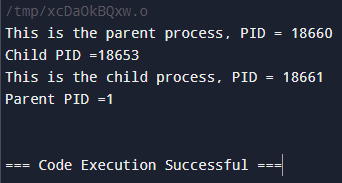 /tmp/xcDaOkBQxw.o
This is the parent process, PID = 18660
Child PID =18653
This is the child process, PID = 18661
Parent PID =1
=== Code Execution Successful ===